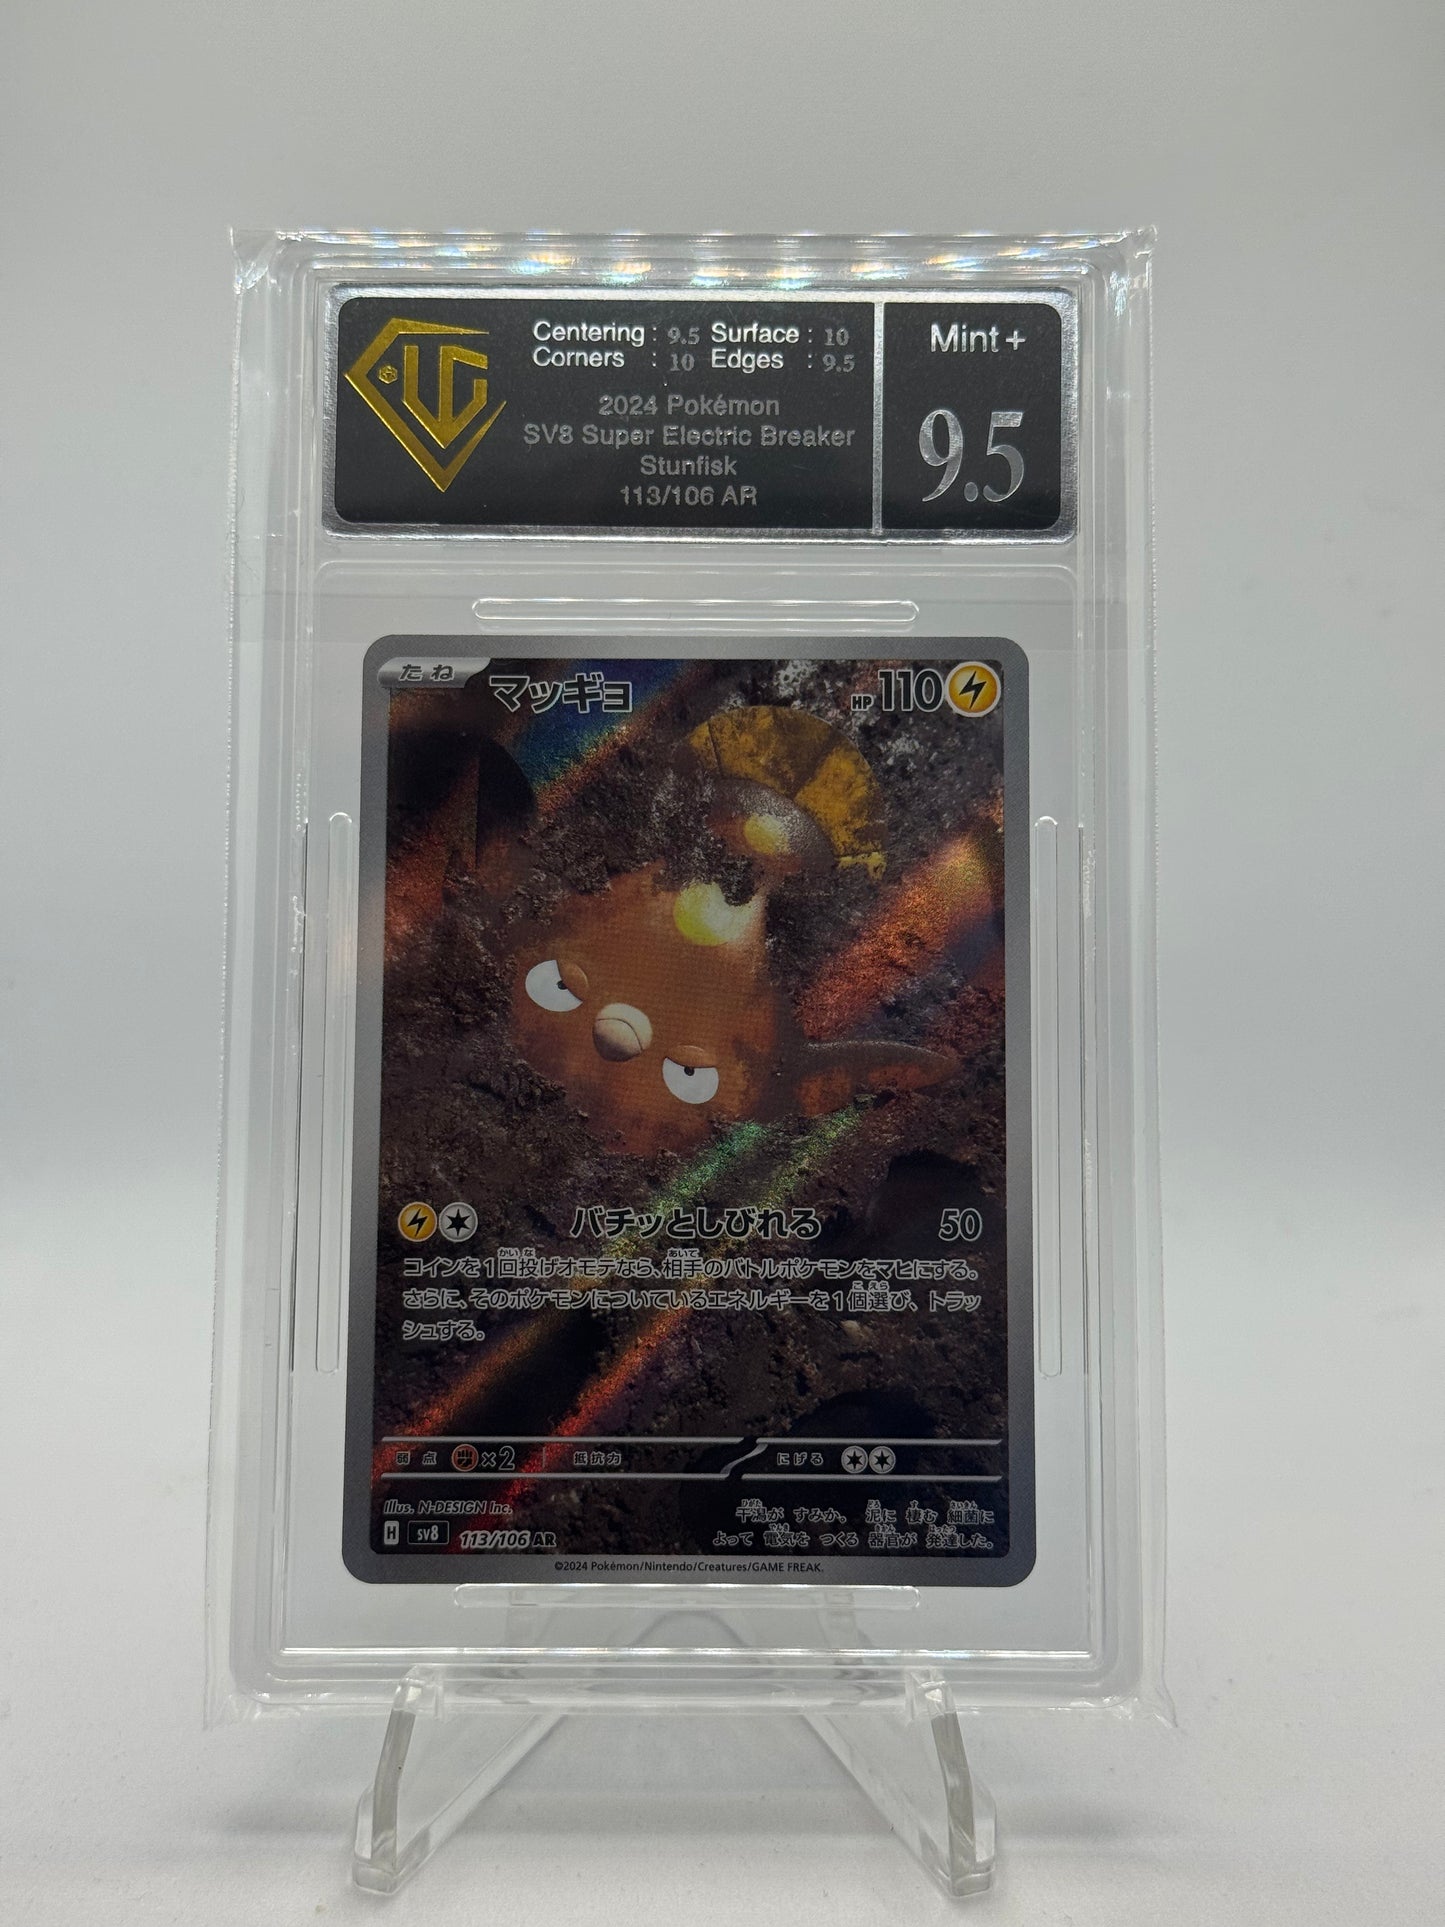 Centering : 9.5 Surface : 10
Corners : 10 Edges : 9.5
2024 Pokémon
SV8 Super Electric Breaker
Stunfisk
113/106 AR
Mint+
9.5
たね
マッギョ
HP 110
バチッとしびれる 50
コインを1回投げオモテなら、相手のバトルポケモンをマヒにする。
さらに、そのポケモンについているエネルギーを1個選び、トラッ
シュする。
弱点 ×2 抵抗力 にげる
Illus. N-DESIGN Inc.
H sv8 113/106 AR
干潟が すみか。 泥に 棲む 細菌に
よって 電気を つくる 器官が 発達した。
©2024 Pokémon/Nintendo/Creatures/GAME FREAK.